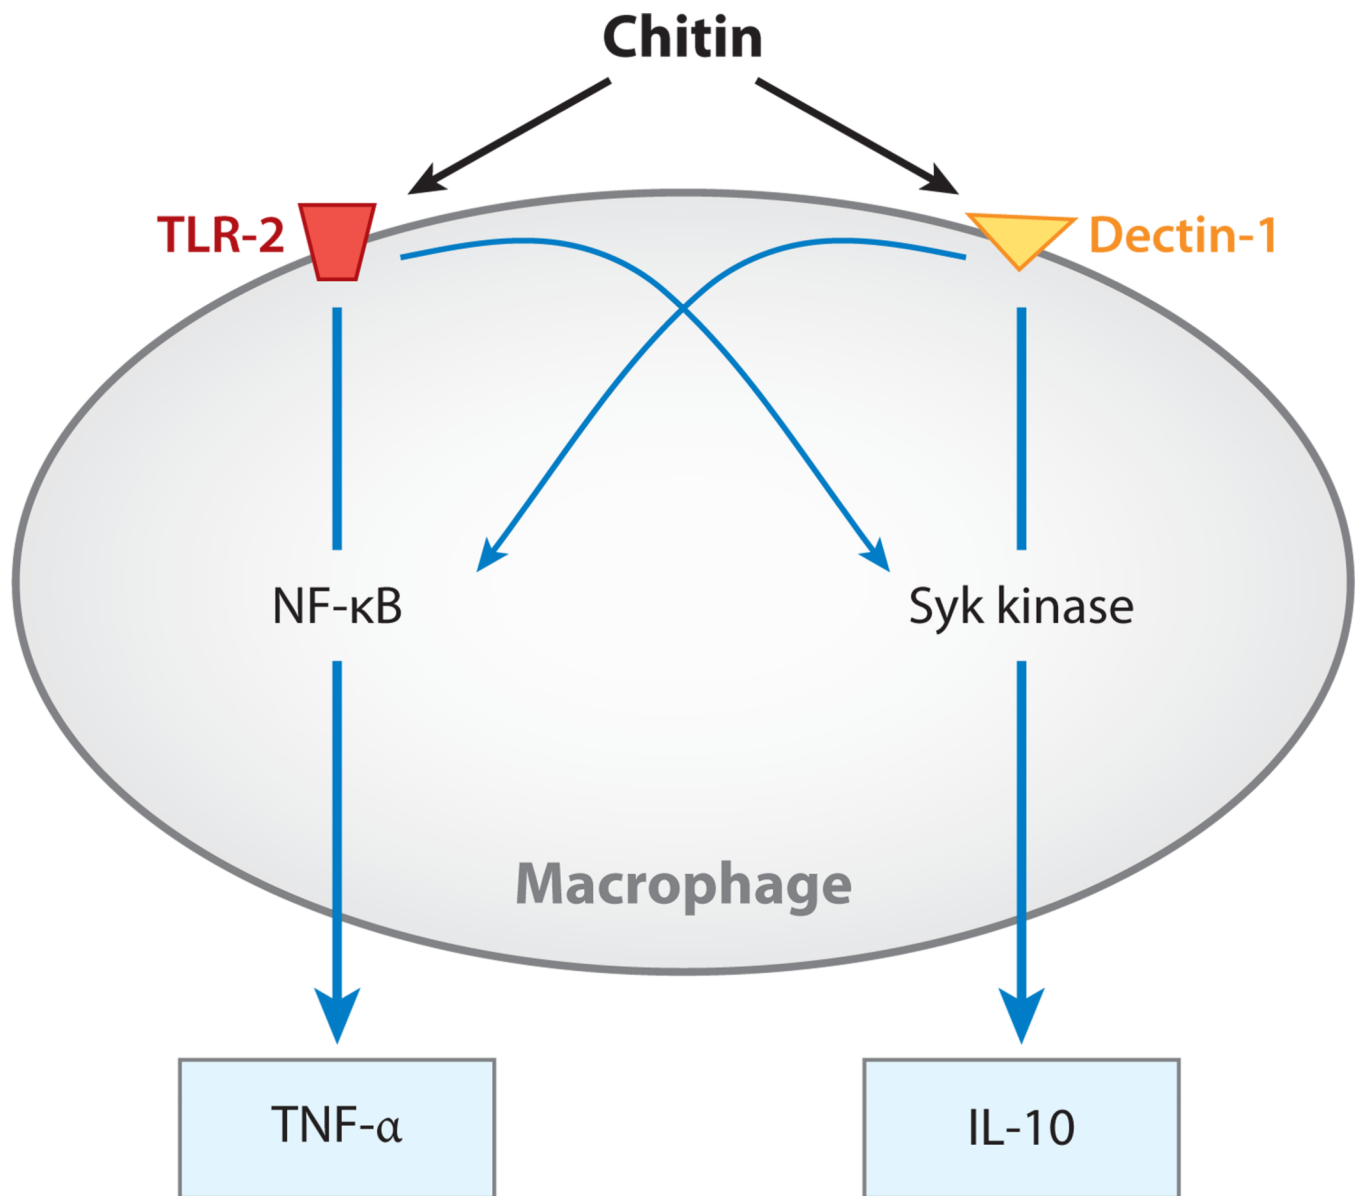 Chitin
TLR-2
Dectin-1
NF-κB
Syk kinase
Macrophage
TNF-α
IL-10